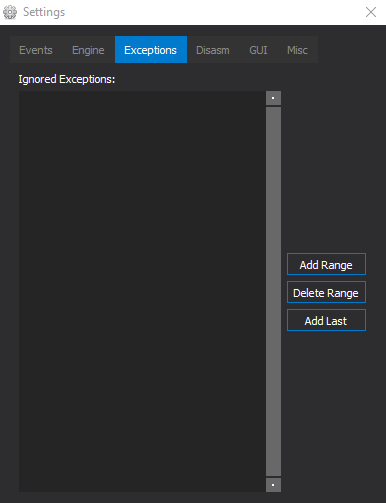 Settings
Events Engine Exceptions Disasm GUI Misc
Ignored Exceptions:
Add Range
Delete Range
Add Last